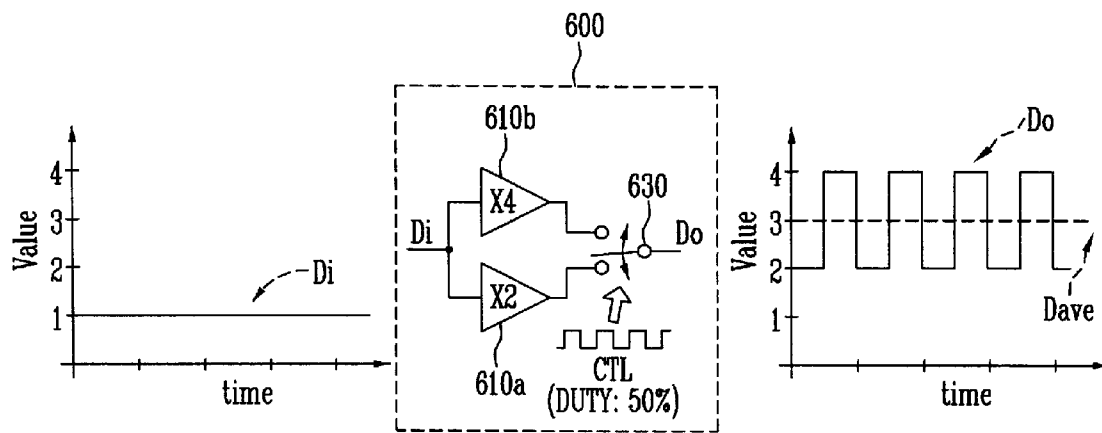 600
Value
4
3
2
1
Di
time
610b
X4
Di
X2
610a
630
Do
CTL
(DUTY: 50%)
Value
4
3
2
1
Do
Dave
time